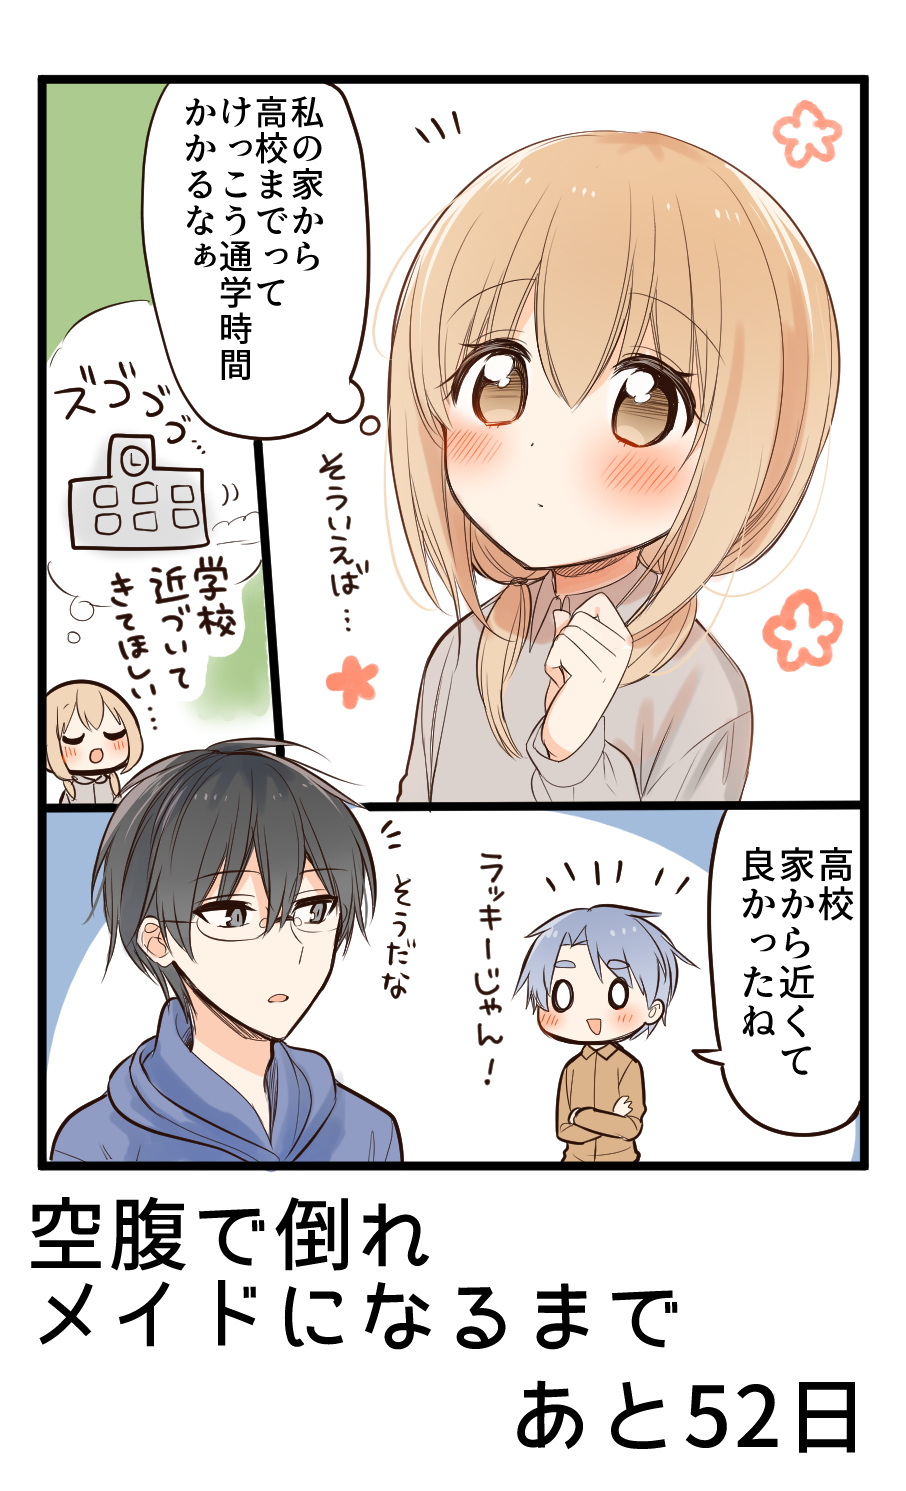 私の家から
高校までって
けっこう通学時間
かかるなぁ
そういえば…
ズゴゴゴ…
学校
近づいて
きてほしい…
高校
家から近くて
良かったね
ラッキーじゃん!
そうだな
空腹で倒れ
メイドになるまで
あと52日